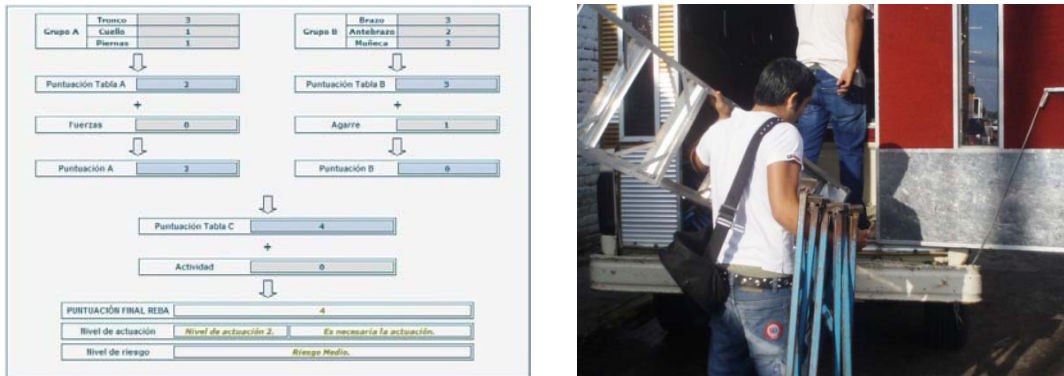 Grupo A Tronco 3
Cuello 1
Piernas 1
Grupo B Brazo 3
Antebrazo 2
Muñeca 2
Puntuación Tabla A 2
Puntuación Tabla B 5
+
+
Fuerzas 0
Agarre 1
Puntuación A 2
Puntuación B 6
Puntuación Tabla C 4
+
Actividad 0
PUNTUACIÓN FINAL REBA 4
Nivel de actuación Nivel de actuación 2. Es necesaria la actuación.
Nivel de riesgo Riesgo Medio.